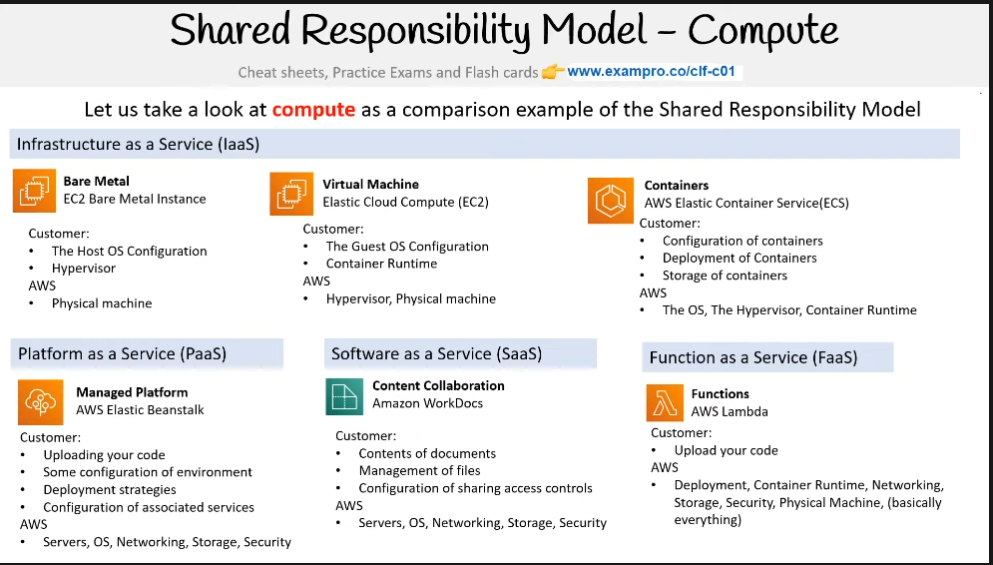 Shared Responsibility Model – Compute
Cheat sheets, Practice Exams and Flash cards 👉 www.exampro.co/clf-c01
Let us take a look at compute as a comparison example of the Shared Responsibility Model
Infrastructure as a Service (IaaS)
Bare Metal
EC2 Bare Metal Instance
Customer:
• The Host OS Configuration
• Hypervisor
AWS
• Physical machine
Virtual Machine
Elastic Cloud Compute (EC2)
Customer:
• The Guest OS Configuration
• Container Runtime
AWS
• Hypervisor, Physical machine
Containers
AWS Elastic Container Service(ECS)
Customer:
• Configuration of containers
• Deployment of Containers
• Storage of containers
AWS
• The OS, The Hypervisor, Container Runtime
Platform as a Service (PaaS)
Managed Platform
AWS Elastic Beanstalk
Customer:
• Uploading your code
• Some configuration of environment
• Deployment strategies
• Configuration of associated services
AWS
• Servers, OS, Networking, Storage, Security
Software as a Service (SaaS)
Content Collaboration
Amazon WorkDocs
Customer:
• Contents of documents
• Management of files
• Configuration of sharing access controls
AWS
• Servers, OS, Networking, Storage, Security
Function as a Service (FaaS)
Functions
AWS Lambda
Customer:
• Upload your code
AWS
• Deployment, Container Runtime, Networking,
Storage, Security, Physical Machine, (basically
everything)